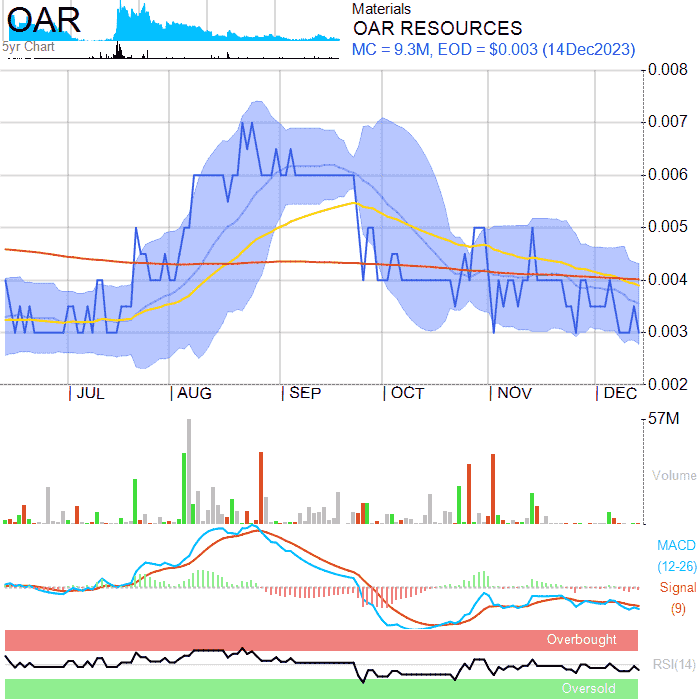 OAR
5yr Chart
Materials
OAR RESOURCES
MC = 9.3M, EOD = $0.003 (14Dec2023)
0.008
0.007
0.006
0.005
0.004
0.003
0.002
JUL AUG SEP OCT NOV DEC
57M
Volume
MACD
(12-26)
Signal
(9)
Overbought
RSI(14)
Oversold